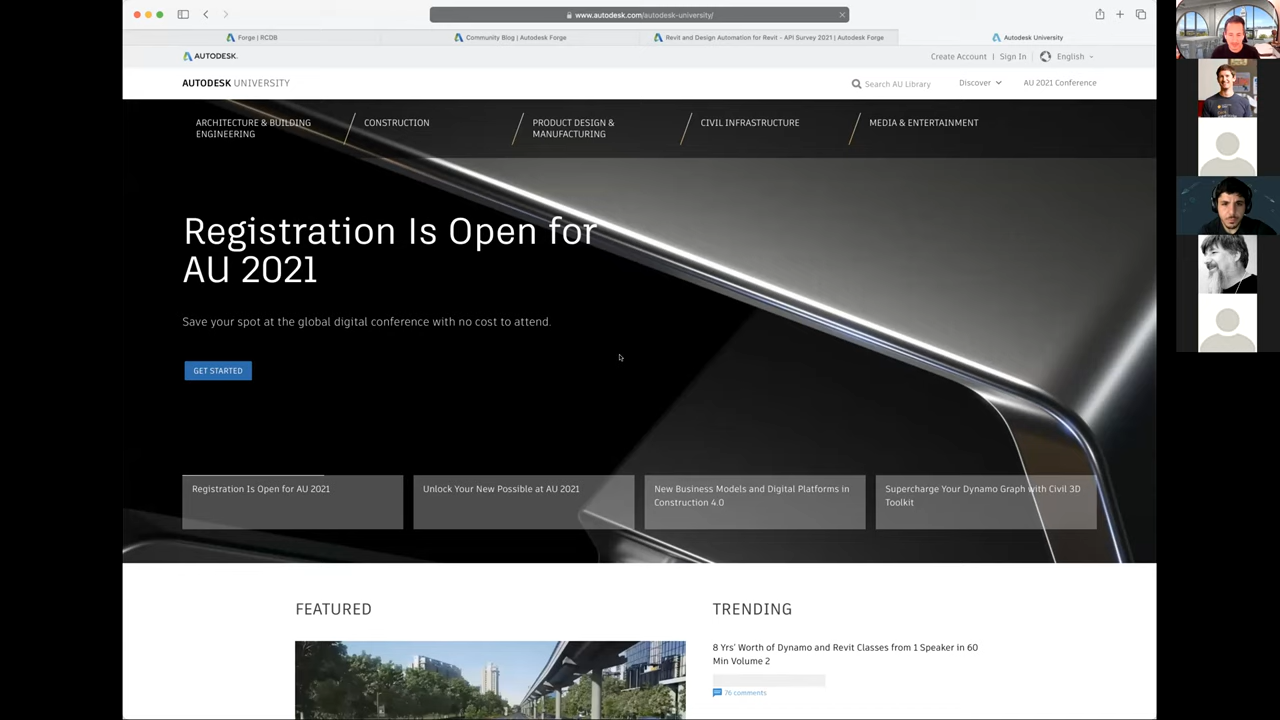 www.autodesk.com/autodesk-university/
Forge | RCDB
Community Blog | Autodesk Forge
Revit and Design Automation for Revit - API Survey 2021 | Autodesk Forge
Autodesk University
AUTODESK
Create Account | Sign In
English
AUTODESK UNIVERSITY
Search AU Library
Discover
AU 2021 Conference
ARCHITECTURE & BUILDING
ENGINEERING
CONSTRUCTION
PRODUCT DESIGN &
MANUFACTURING
CIVIL INFRASTRUCTURE
MEDIA & ENTERTAINMENT
Registration Is Open for
AU 2021
Save your spot at the global digital conference with no cost to attend.
GET STARTED
Registration Is Open for AU 2021
Unlock Your New Possible at AU 2021
New Business Models and Digital Platforms in
Construction 4.0
Supercharge Your Dynamo Graph with Civil 3D
Toolkit
FEATURED
TRENDING
8 Yrs' Worth of Dynamo and Revit Classes from 1 Speaker in 60
Min Volume 2
76 comments